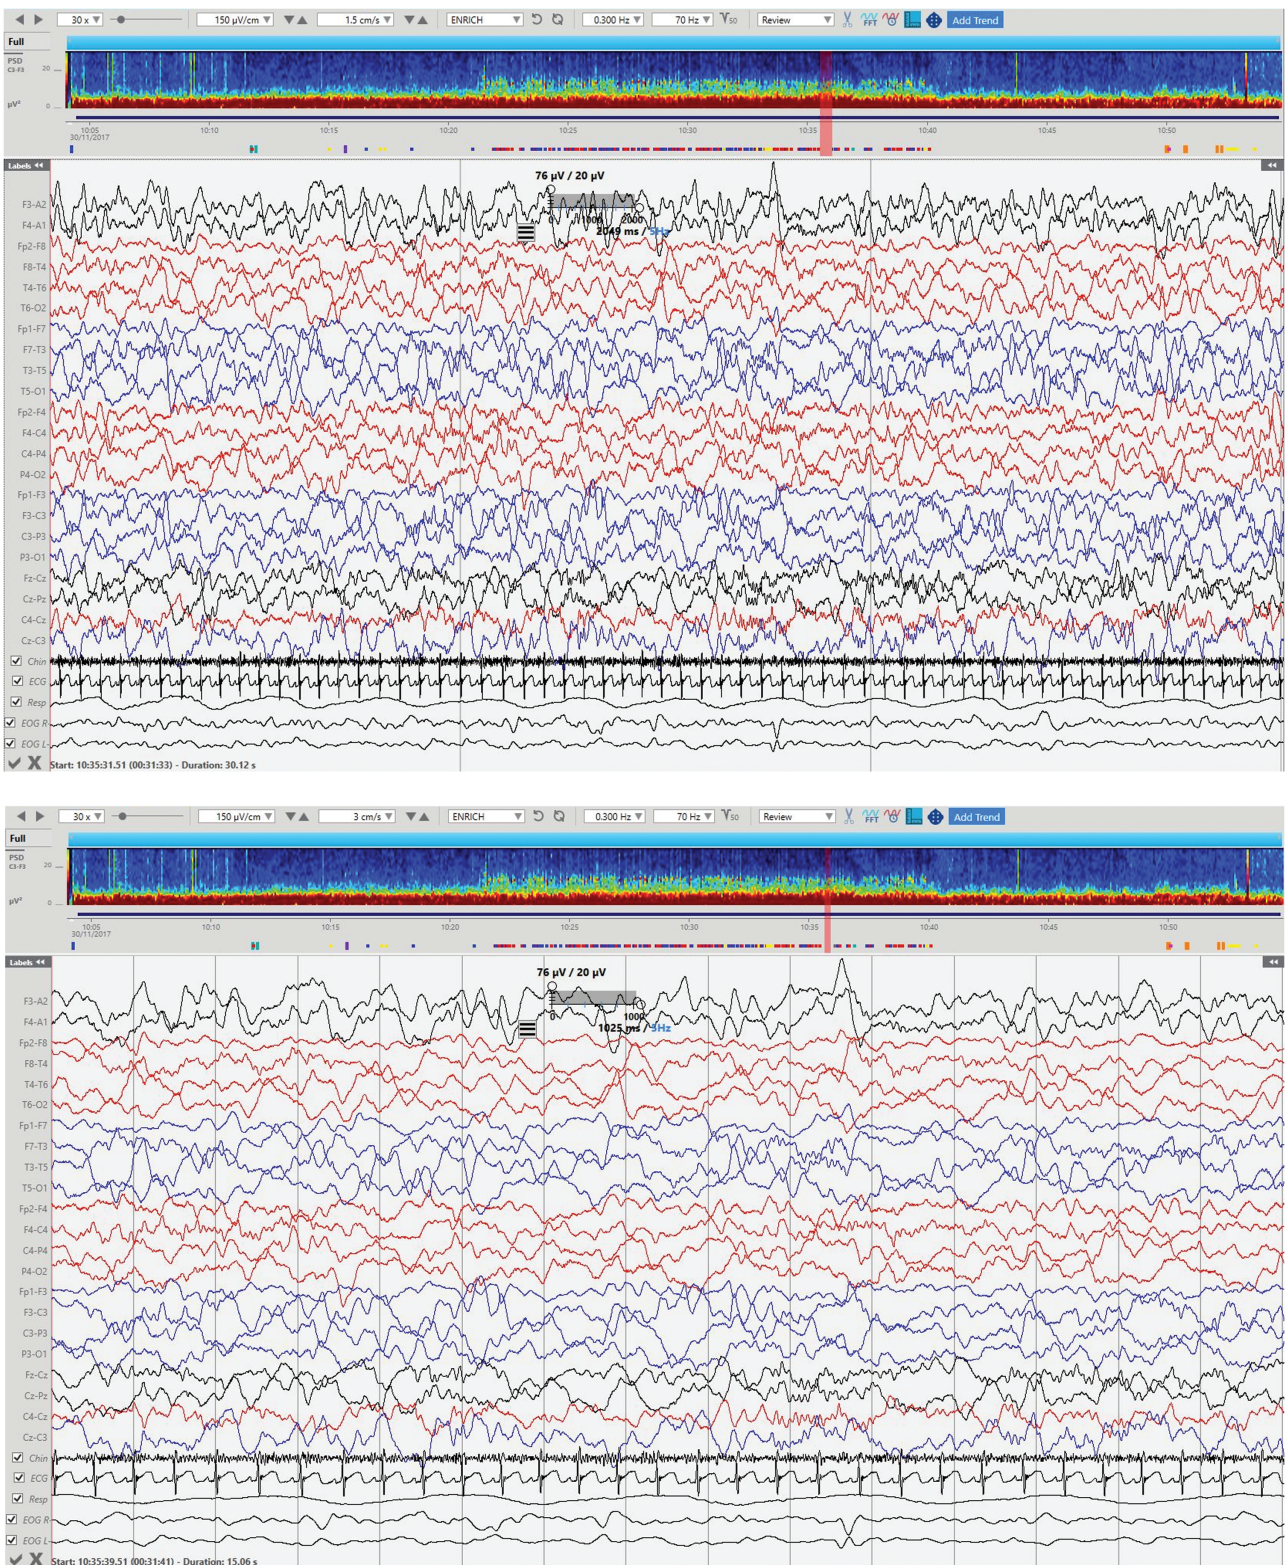 30 x 150 µV/cm 1.5 cm/s ENRICH 0.300 Hz 70 Hz 50 Review FFT Add Trend
Full
PSD
C3-F3
20
µV²
0
10:05 10:10 10:15 10:20 10:25 10:30 10:35 10:40 10:45 10:50
30/11/2017
Labels
76 µV / 20 µV
F3-A2
0 1000 2000
F4-A1
2049 ms / 5Hz
Fp2-F8
F8-T4
T4-T6
T6-O2
Fp1-F7
F7-T3
T3-T5
T5-O1
Fp2-F4
F4-C4
C4-P4
P4-O2
Fp1-F3
F3-C3
C3-P3
P3-O1
Fz-Cz
Cz-Pz
C4-Cz
Cz-C3
Chin
ECG
Resp
EOG R
EOG L
Start: 10:35:31.51 (00:31:33) - Duration: 30.12 s
30 x 150 µV/cm 3 cm/s ENRICH 0.300 Hz 70 Hz 50 Review FFT Add Trend
Full
PSD
C3-F3
20
µV²
0
10:05 10:10 10:15 10:20 10:25 10:30 10:35 10:40 10:45 10:50
30/11/2017
Labels
76 µV / 20 µV
F3-A2
0 1000
F4-A1
1025 ms /
Fp2-F8
F8-T4
T4-T6
T6-O2
Fp1-F7
F7-T3
T3-T5
T5-O1
Fp2-F4
F4-C4
C4-P4
P4-O2
Fp1-F3
F3-C3
C3-P3
P3-O1
Fz-Cz
Cz-Pz
C4-Cz
Cz-C3
Chin
ECG
Resp
EOG R
EOG L
Start: 10:35:39.51 (00:31:41) - Duration: 15.06 s